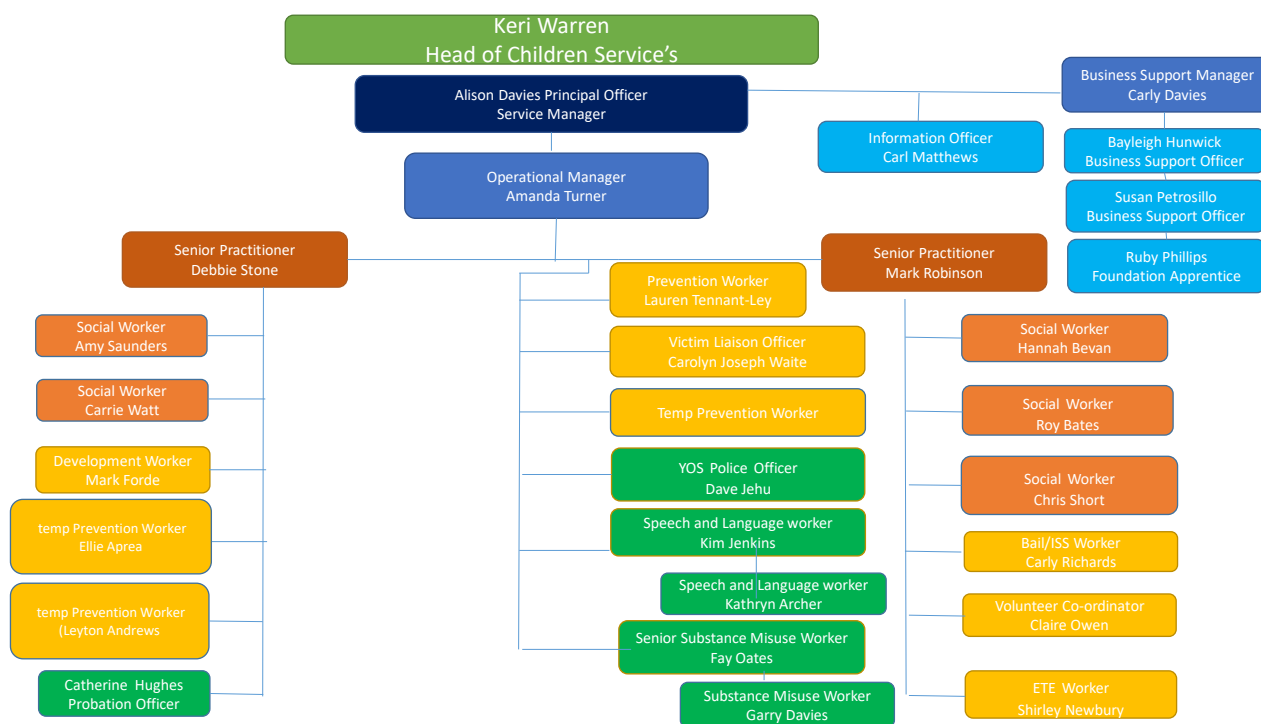 Keri Warren
Head of Children Service’s
Alison Davies Principal Officer
Service Manager
Business Support Manager
Carly Davies
Information Officer
Carl Matthews
Bayleigh Hunwick
Business Support Officer
Susan Petrosillo
Business Support Officer
Ruby Phillips
Foundation Apprentice
Operational Manager
Amanda Turner
Senior Practitioner
Debbie Stone
Social Worker
Amy Saunders
Social Worker
Carrie Watt
Development Worker
Mark Forde
temp Prevention Worker
Ellie Aprea
temp Prevention Worker
(Leyton Andrews
Catherine Hughes
Probation Officer
Prevention Worker
Lauren Tennant-Ley
Victim Liaison Officer
Carolyn Joseph Waite
Temp Prevention Worker
YOS Police Officer
Dave Jehu
Speech and Language worker
Kim Jenkins
Speech and Language worker
Kathryn Archer
Senior Substance Misuse Worker
Fay Oates
Substance Misuse Worker
Garry Davies
Senior Practitioner
Mark Robinson
Social Worker
Hannah Bevan
Social Worker
Roy Bates
Social Worker
Chris Short
Bail/ISS Worker
Carly Richards
Volunteer Co-ordinator
Claire Owen
ETE Worker
Shirley Newbury